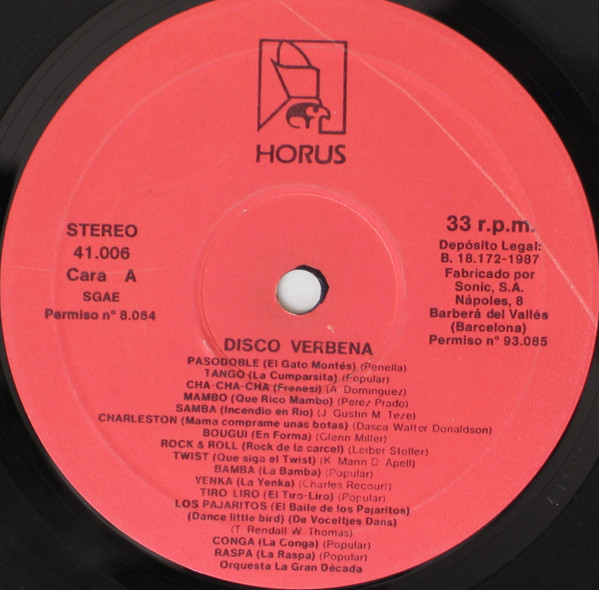 HORUS
STEREO
41.006
Cara A
SGAE
Permiso nº 8.084
33 r.p.m.
Depósito Legal:
B. 18.172-1987
Fabricado por
Sonic, S.A.
Nápoles, 8
Barberá del Vallés
(Barcelona)
Permiso nº 93.085
DISCO VERBENA
PASODOBLE (El Gato Montés) (Penella)
TANGO (La Cumparsita) (Popular)
CHA-CHA-CHA (Frenesi) (A. Dominguez)
MAMBO (Que Rico Mambo) (Perez Prado)
SAMBA (Incendio en Rio) (J. Gustin M. Teze)
CHARLESTON (Mama comprame unas botas) (Dasca Walter Donaldson)
BOUGUI (En Forma) (Glenn Miller)
ROCK & ROLL (Rock de la carcel) (Leiber Stoller)
TWIST (Que siga el Twist) (K. Mann D. Apell)
BAMBA (La Bamba) (Popular)
YENKA (La Yenka) (Charles Recourt)
TIRO LIRO (El Tiro-Liro) (Popular)
LOS PAJARITOS (El Baile de los Pajaritos)
(Dance little bird) (De Voceltjes Dans)
(T. Rendall W. Thomas)
CONGA (La Conga) (Popular)
RASPA (La Raspa) (Popular)
Orquesta La Gran Década